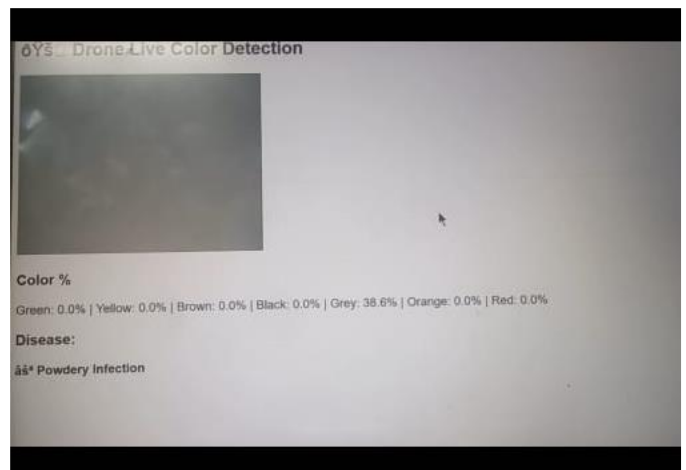 ðŸš Drone Live Color Detection
Color %
Green: 0.0% | Yellow: 0.0% | Brown: 0.0% | Black: 0.0% | Grey: 38.6% | Orange: 0.0% | Red: 0.0%
Disease:
âšª Powdery Infection